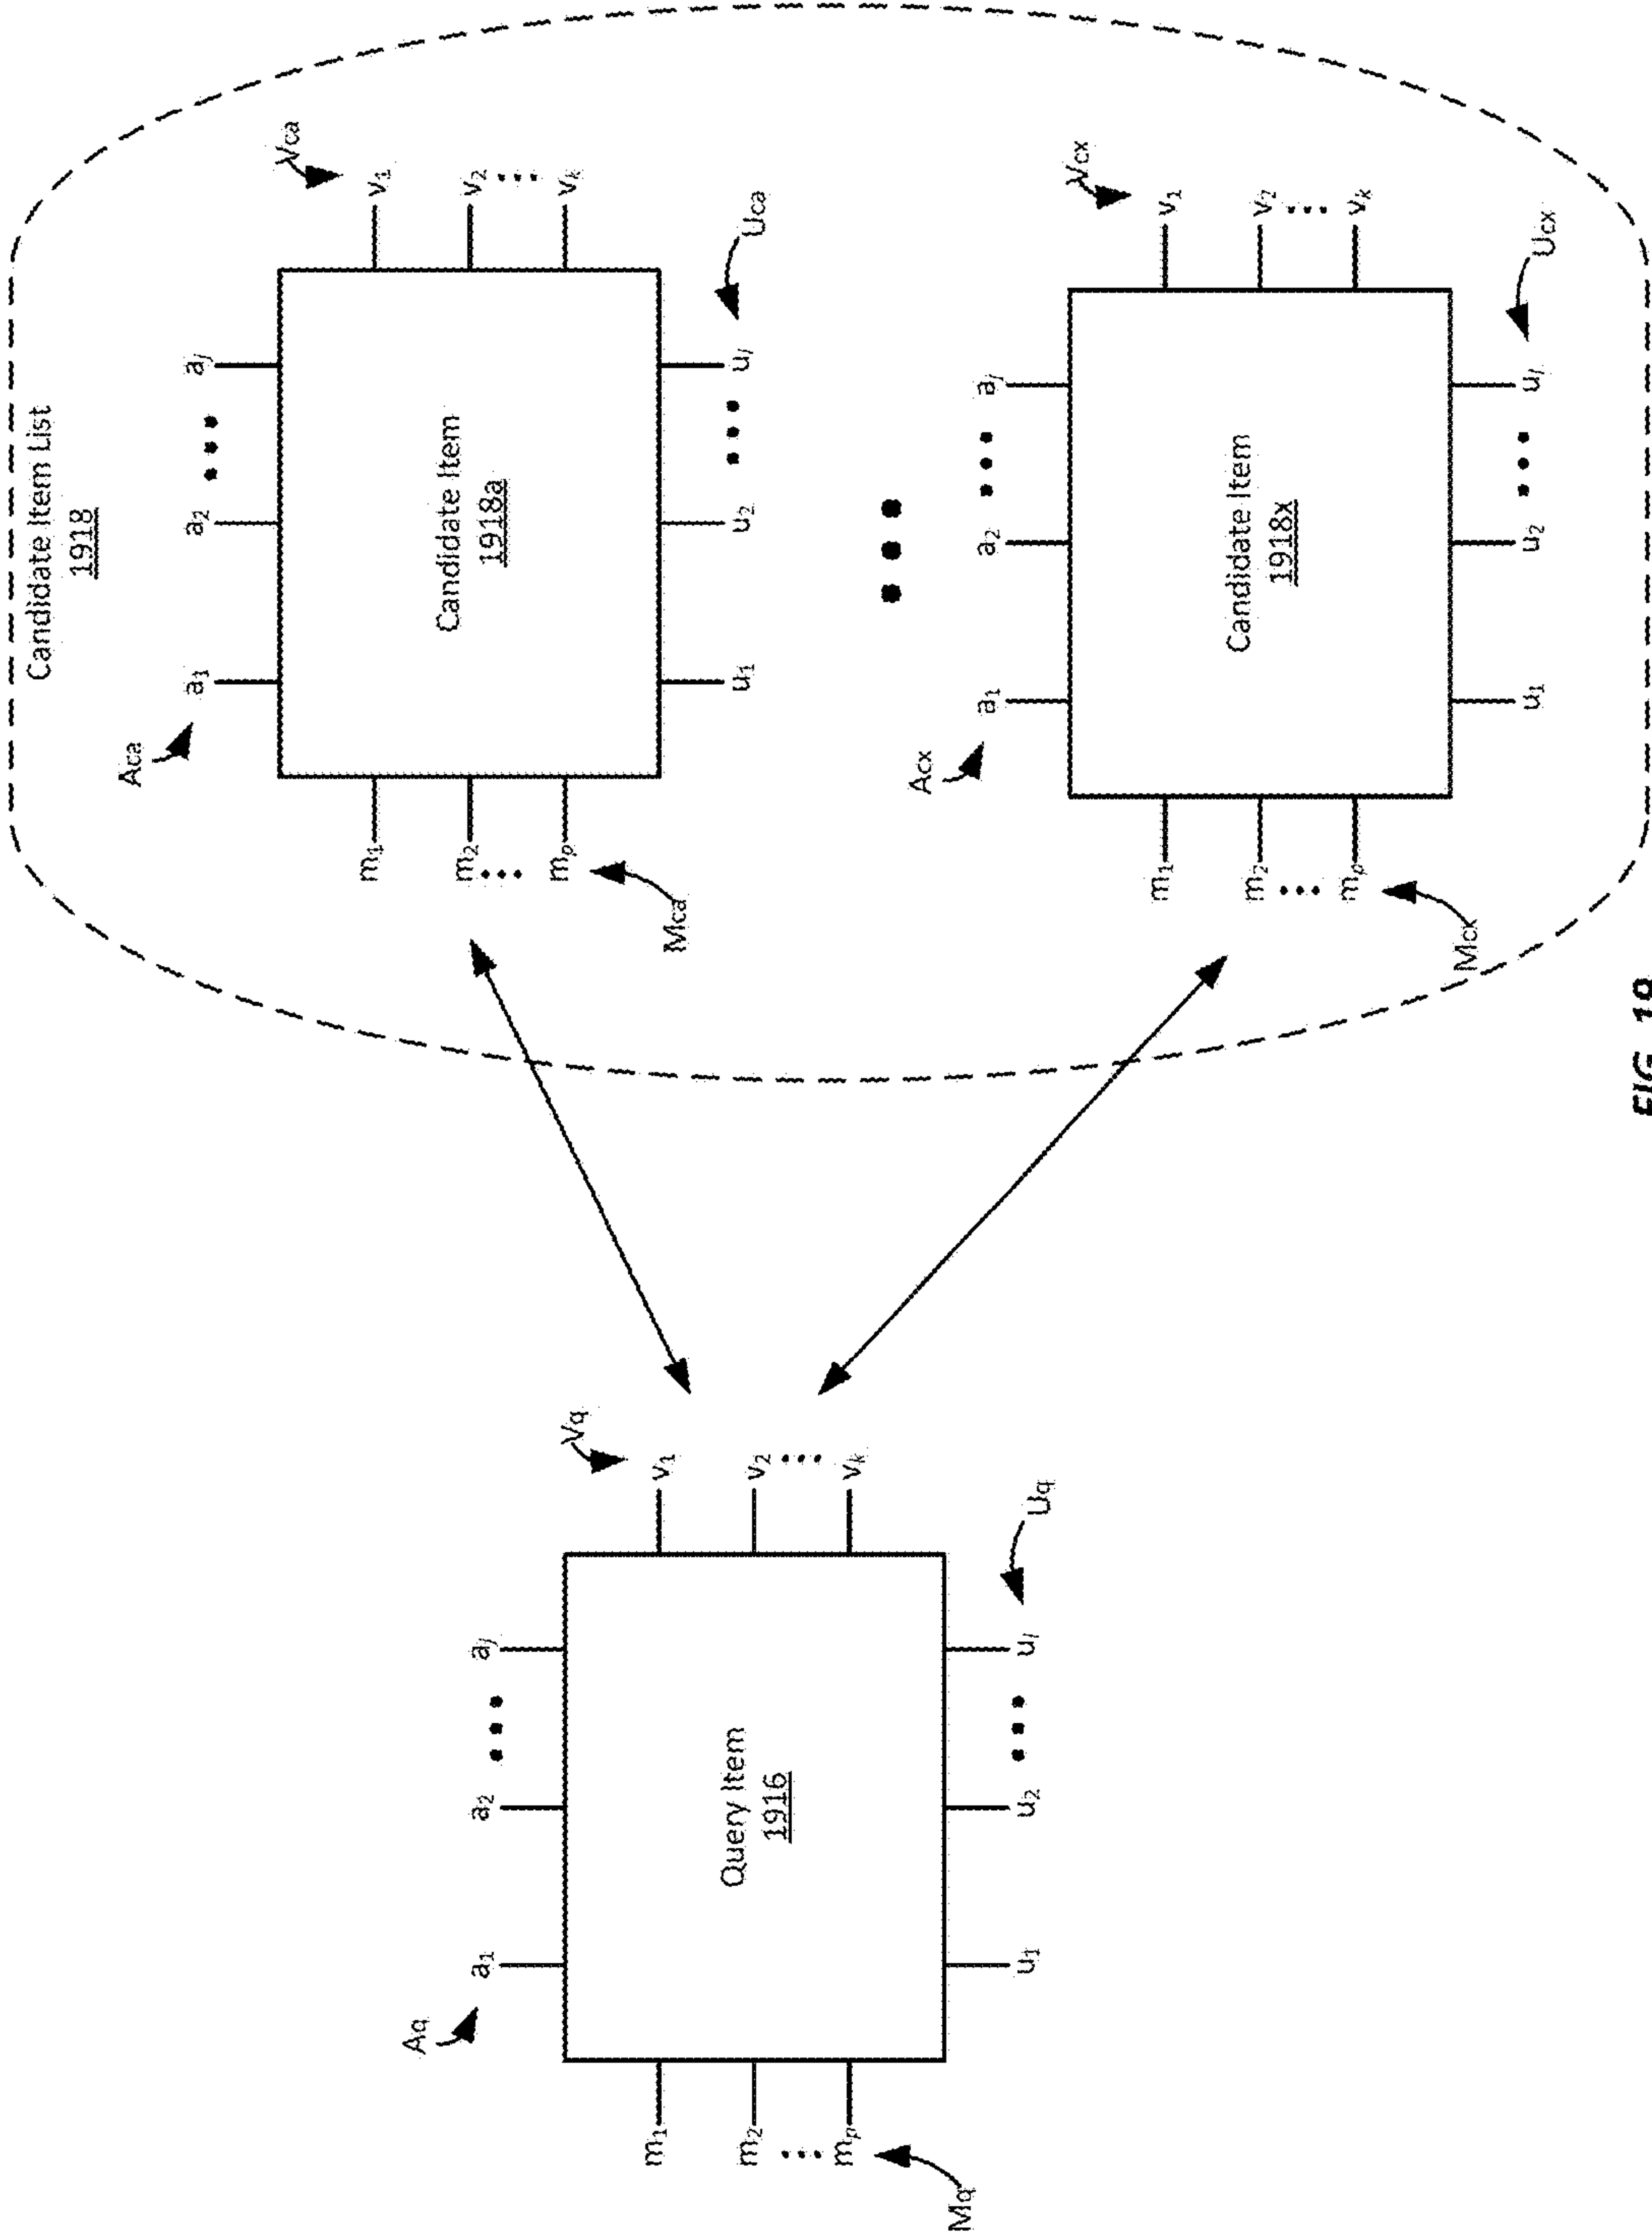 Candidate Item List
1918
Aca
a₁ a₂ ••• aⱼ
Vca
m₁
m₂
•••
mₚ
Mca
Candidate Item
1918a
v₁
v₂
•••
vₖ
u₁ u₂ ••• uₗ
Uca
•••
Aq
a₁ a₂ ••• aⱼ
Vq
m₁
m₂
•••
mₚ
Mq
Query Item
1916
v₁
v₂
•••
vₖ
u₁ u₂ ••• uₗ
Uq
Acx
a₁ a₂ ••• aⱼ
Vcx
m₁
m₂
•••
mₚ
Mcx
Candidate Item
1918x
v₁
v₂
•••
vₖ
u₁ u₂ ••• uₗ
Ucx
FIG. 19